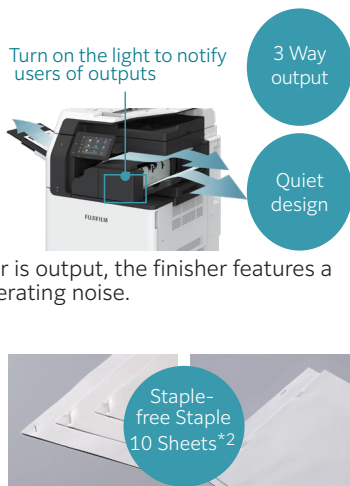 Turn on the light to notify
users of outputs
3 Way
output
Quiet
design
FUJIFILM
r is output, the finisher features a
erating noise.
Staple-
free Staple
10 Sheets*2